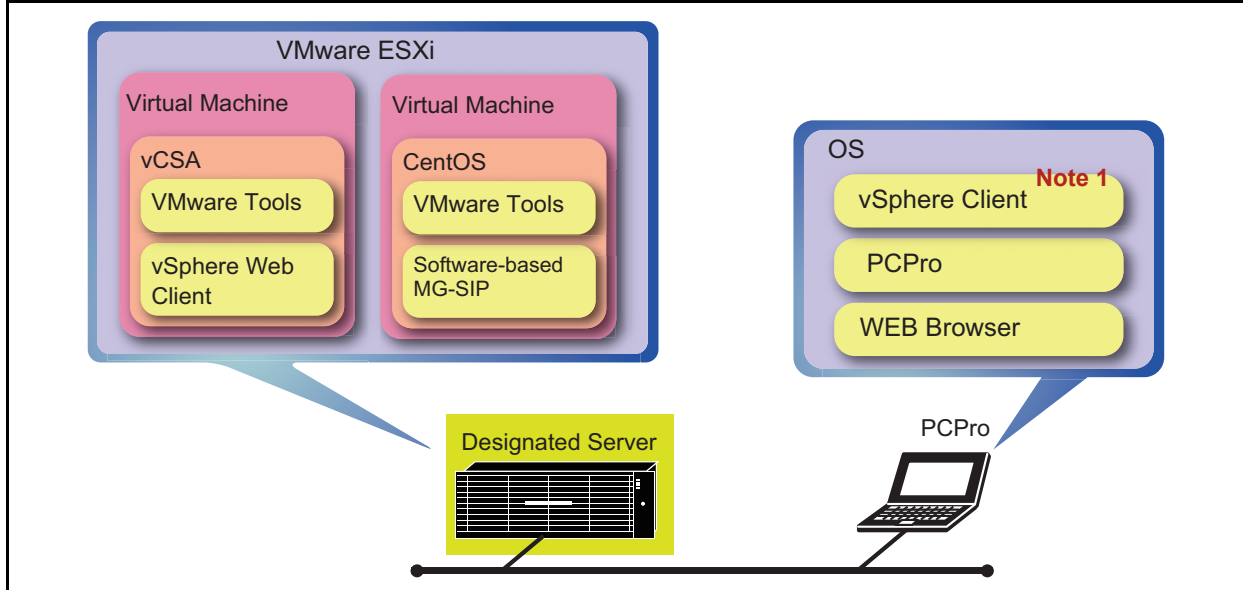 VMware ESXi
Virtual Machine
vCSA
VMware Tools
vSphere Web
Client
Virtual Machine
CentOS
VMware Tools
Software-based
MG-SIP
OS
Note 1
vSphere Client
PCPro
WEB Browser
Designated Server
PCPro